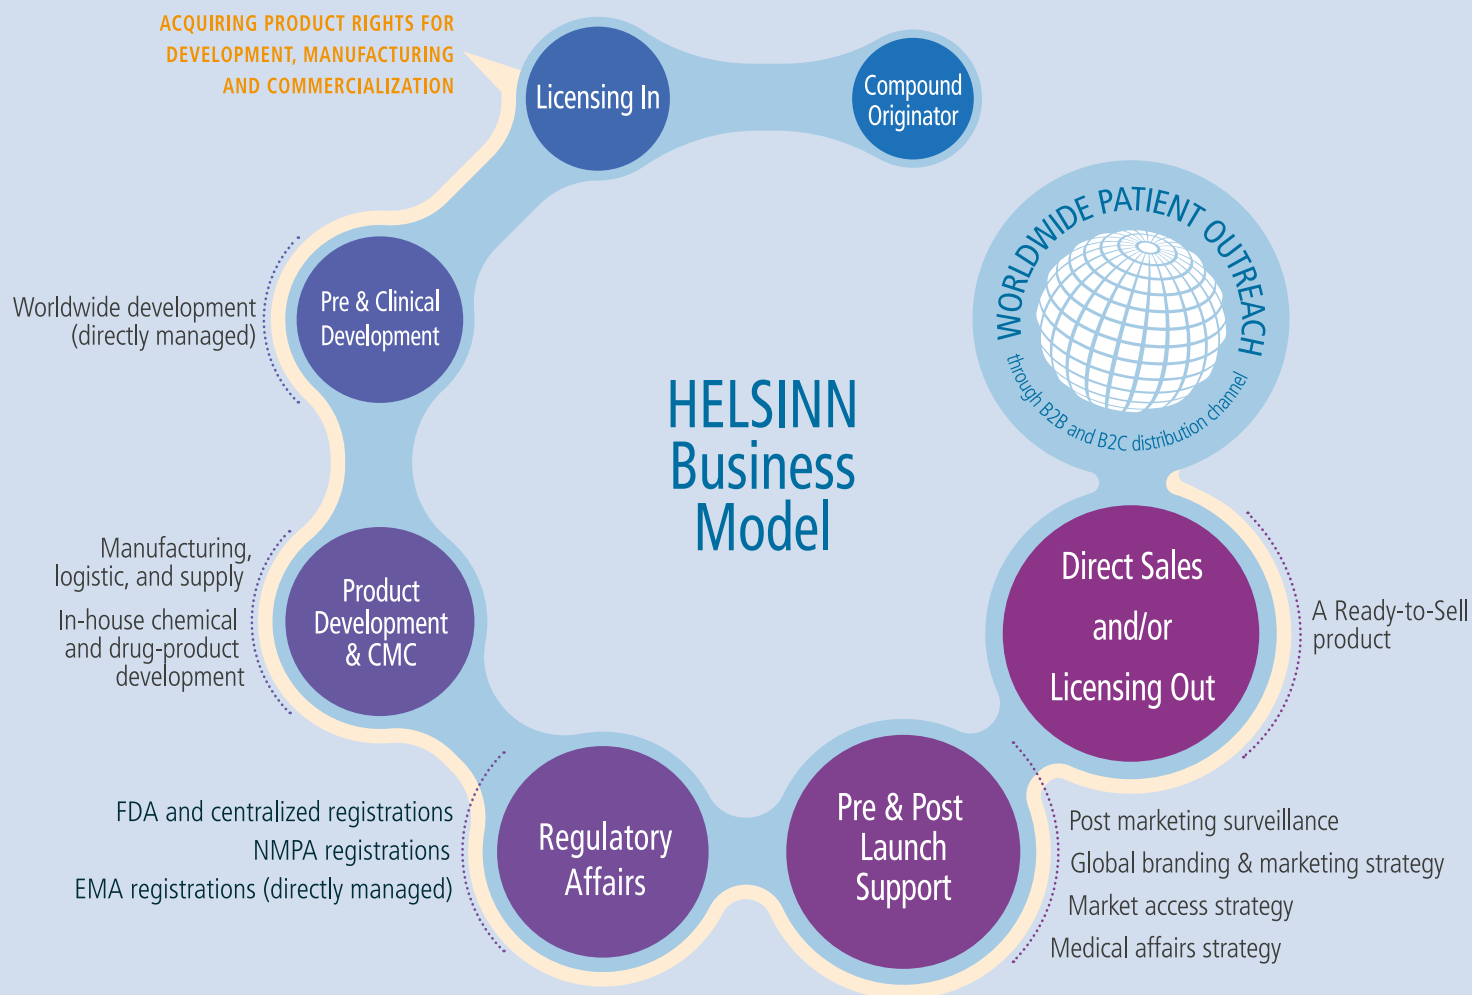 ACQUIRING PRODUCT RIGHTS FOR
DEVELOPMENT, MANUFACTURING
AND COMMERCIALIZATION
Licensing In
Compound
Originator
WORLDWIDE PATIENT OUTREACH
through B2B and B2C distribution channel
Pre & Clinical
Development
Worldwide development
(directly managed)
HELSINN
Business
Model
Manufacturing,
logistic, and supply
In-house chemical
and drug-product
development
Product
Development
& CMC
Direct Sales
and/or
Licensing Out
A Ready-to-Sell
product
FDA and centralized registrations
NMPA registrations
EMA registrations (directly managed)
Regulatory
Affairs
Pre & Post
Launch
Support
Post marketing surveillance
Global branding & marketing strategy
Market access strategy
Medical affairs strategy